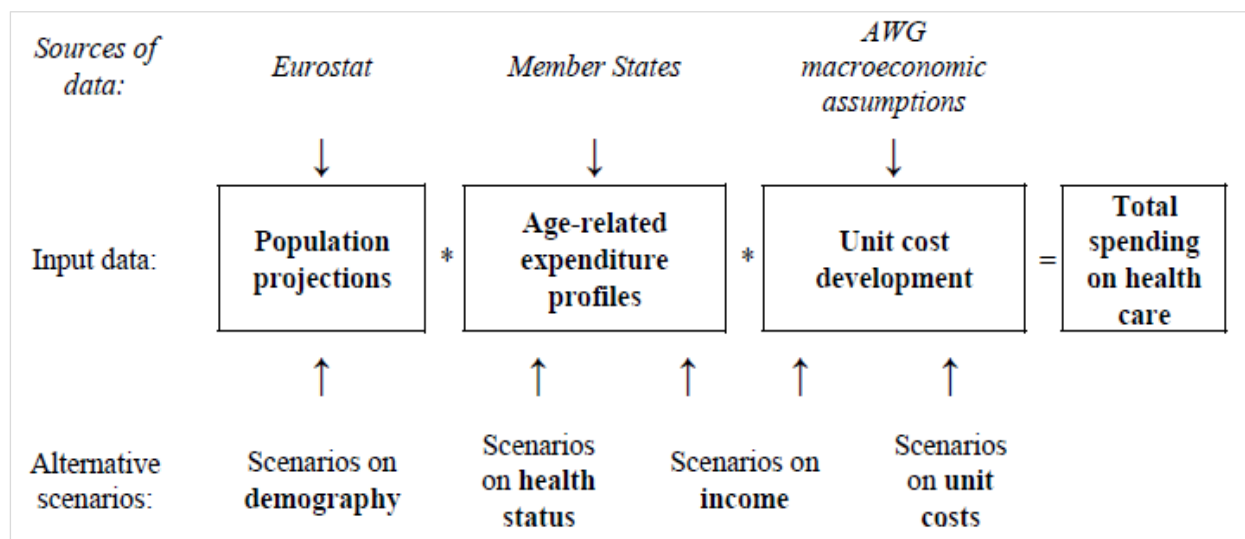 Sources of
data:
Eurostat
Member States
AWG
macroeconomic
assumptions
↓ ↓ ↓
Input data:
Population
projections
*
Age-related
expenditure
profiles
*
Unit cost
development
=
Total
spending
on health
care
↑ ↑ ↑ ↑ ↑
Alternative
scenarios:
Scenarios on
demography
Scenarios
on health
status
Scenarios on
income
Scenarios
on unit
costs